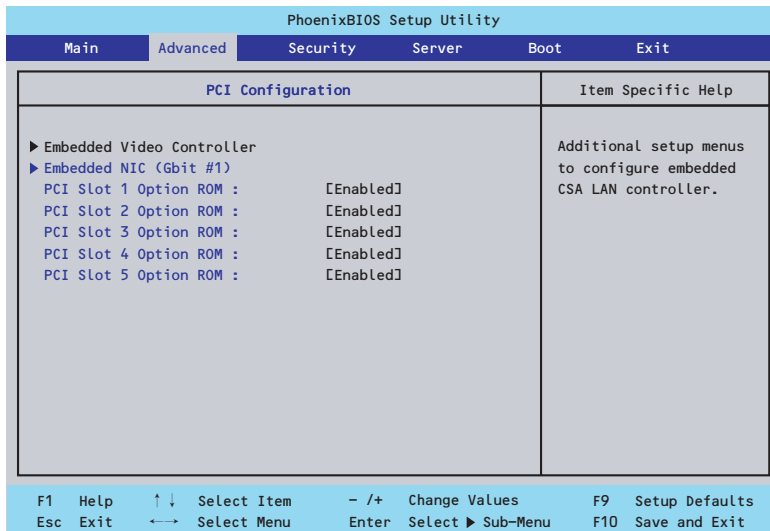 PhoenixBIOS Setup Utility
Main Advanced Security Server Boot Exit
PCI Configuration
Item Specific Help
▶ Embedded Video Controller
▶ Embedded NIC (Gbit #1)
PCI Slot 1 Option ROM : [Enabled]
PCI Slot 2 Option ROM : [Enabled]
PCI Slot 3 Option ROM : [Enabled]
PCI Slot 4 Option ROM : [Enabled]
PCI Slot 5 Option ROM : [Enabled]
Additional setup menus
to configure embedded
CSA LAN controller.
F1 Help ↑↓ Select Item – /+ Change Values F9 Setup Defaults
Esc Exit ←→ Select Menu Enter Select ▶ Sub–Menu F10 Save and Exit